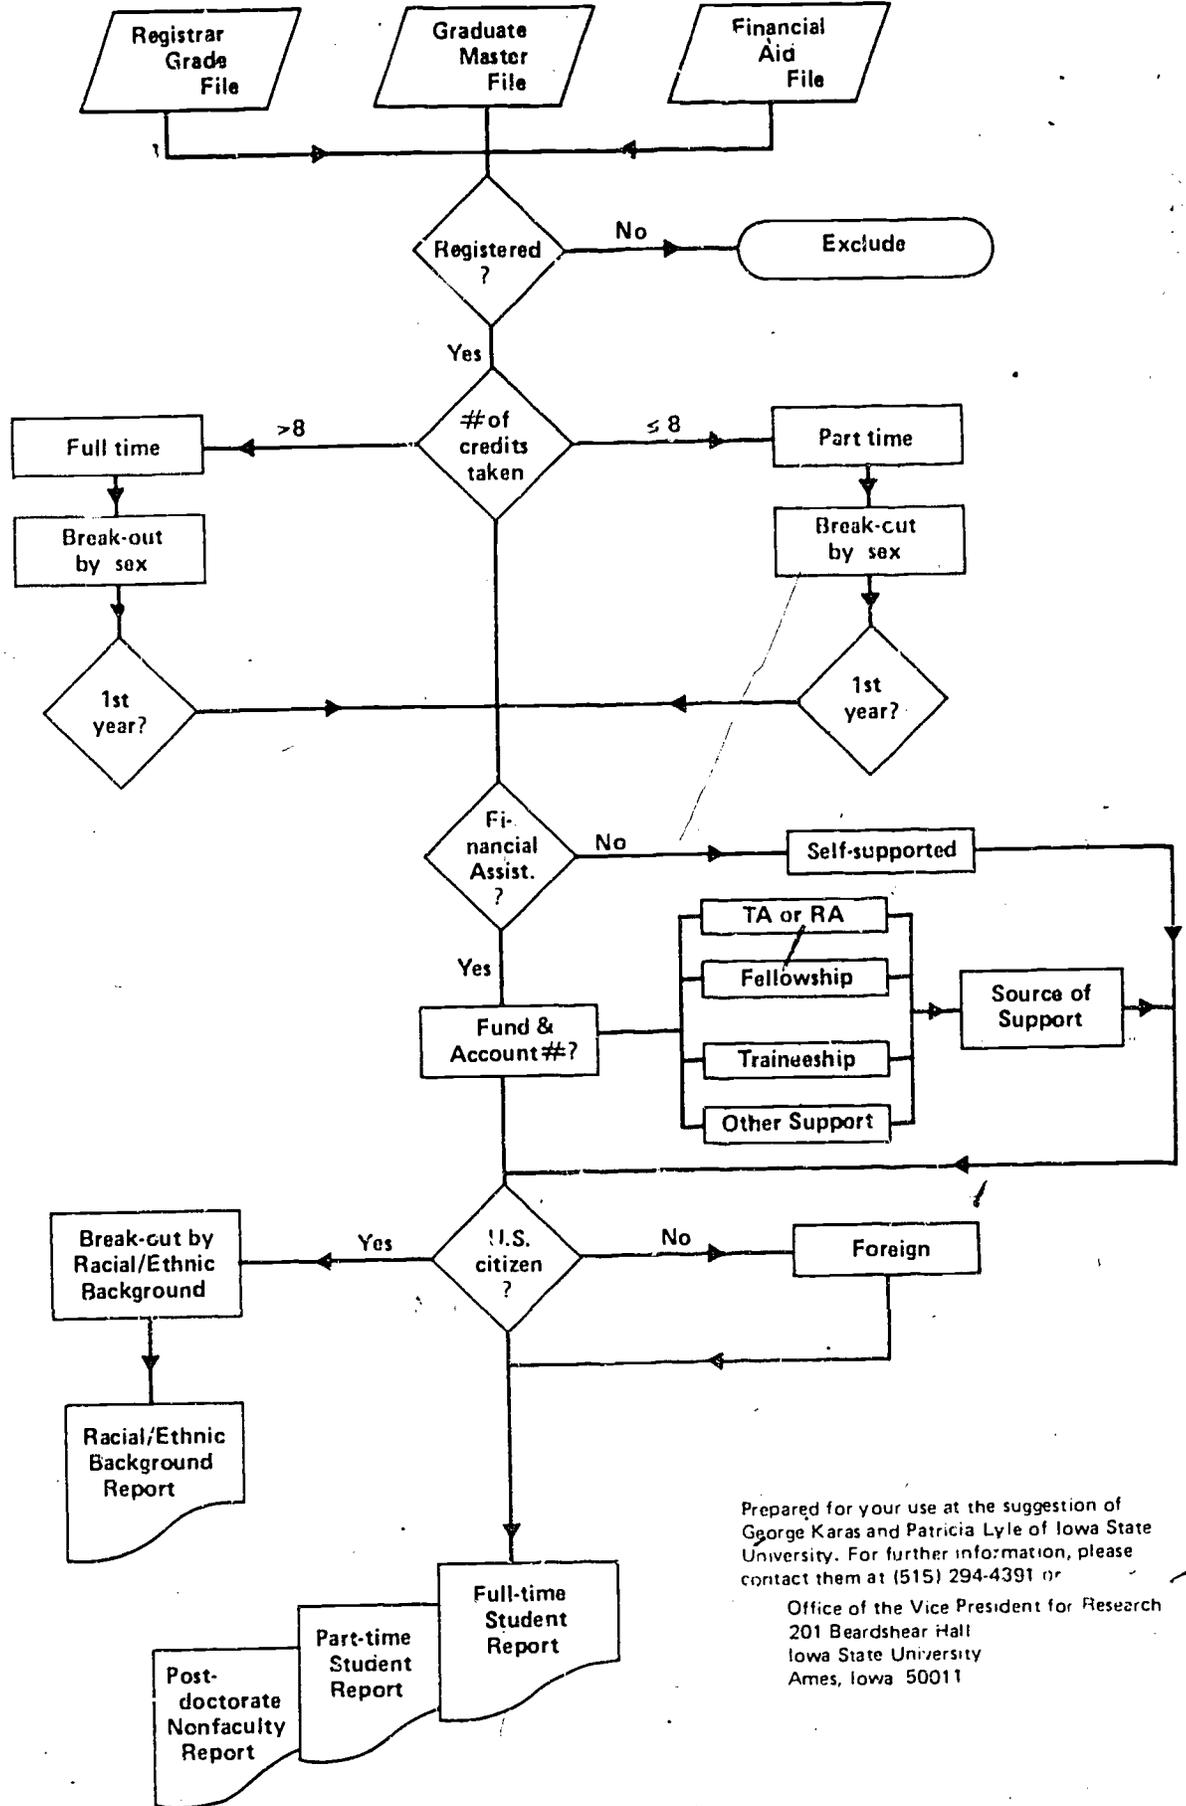 Registrar
Grade
File
Graduate
Master
File
Financial
Aid
File
Registered
?
No
Exclude
Yes
# of
credits
taken
>8
Full time
≤ 8
Part time
Break-out
by sex
Break-out
by sex
1st
year?
1st
year?
Fi-
nancial
Assist.
?
No
Self-supported
Yes
TA or RA
Fellowship
Traineeship
Other Support
Fund &
Account #?
Source of
Support
U.S.
citizen
?
Yes
Break-out by
Racial/Ethnic
Background
No
Foreign
Racial/Ethnic
Background
Report
Full-time
Student
Report
Part-time
Student
Report
Post-
doctorate
Nonfaculty
Report
Prepared for your use at the suggestion of
George Karas and Patricia Lyle of Iowa State
University. For further information, please
contact them at (515) 294-4391 or
Office of the Vice President for Research
201 Beardshear Hall
Iowa State University
Ames, Iowa 50011